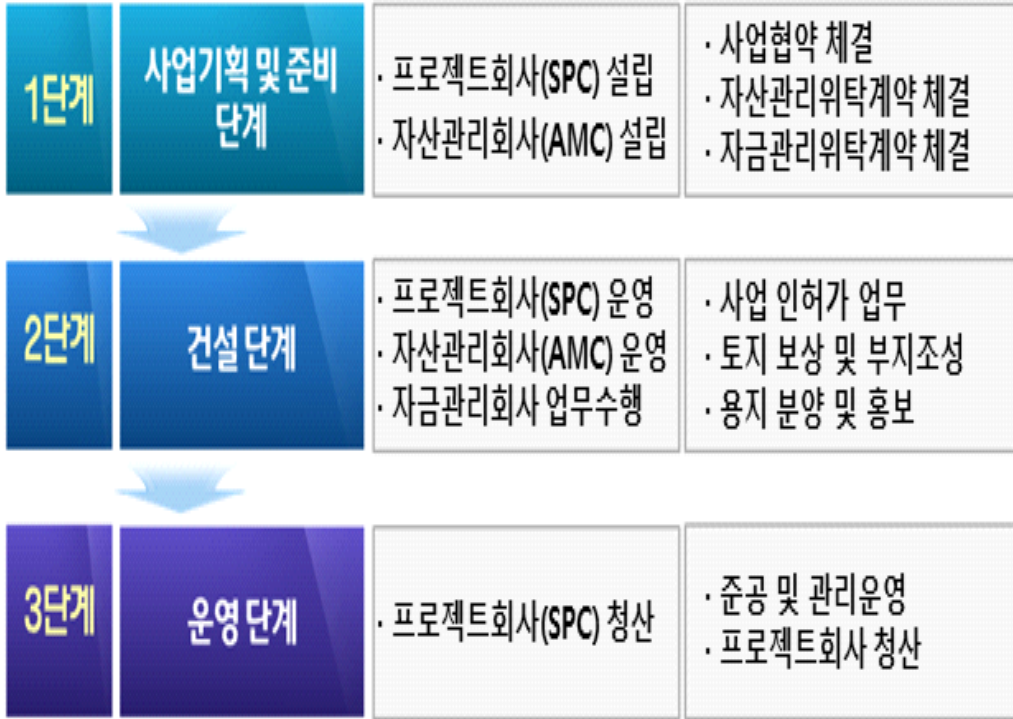 1단계
사업기획 및 준비
단계
· 프로젝트회사(SPC) 설립
· 자산관리회사(AMC) 설립
· 사업협약 체결
· 자산관리위탁계약 체결
· 자금관리위탁계약 체결
2단계
건설 단계
· 프로젝트회사(SPC) 운영
· 자산관리회사(AMC) 운영
· 자금관리회사 업무수행
· 사업 인허가 업무
· 토지 보상 및 부지조성
· 용지 분양 및 홍보
3단계
운영 단계
· 프로젝트회사(SPC) 청산
· 준공 및 관리운영
· 프로젝트회사 청산